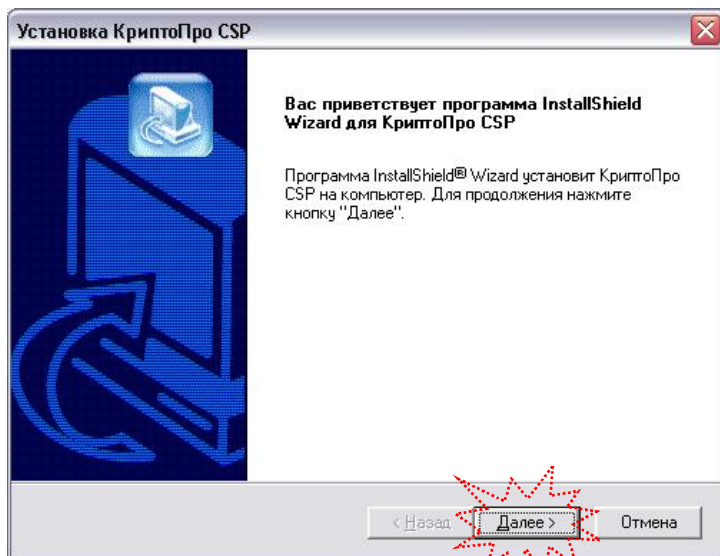 Установка КриптоПро CSP
Вас приветствует программа InstallShield
Wizard для КриптоПро CSP
Программа InstallShield® Wizard установит КриптоПро
CSP на компьютер. Для продолжения нажмите
кнопку "Далее".
< Назад Далее > Отмена